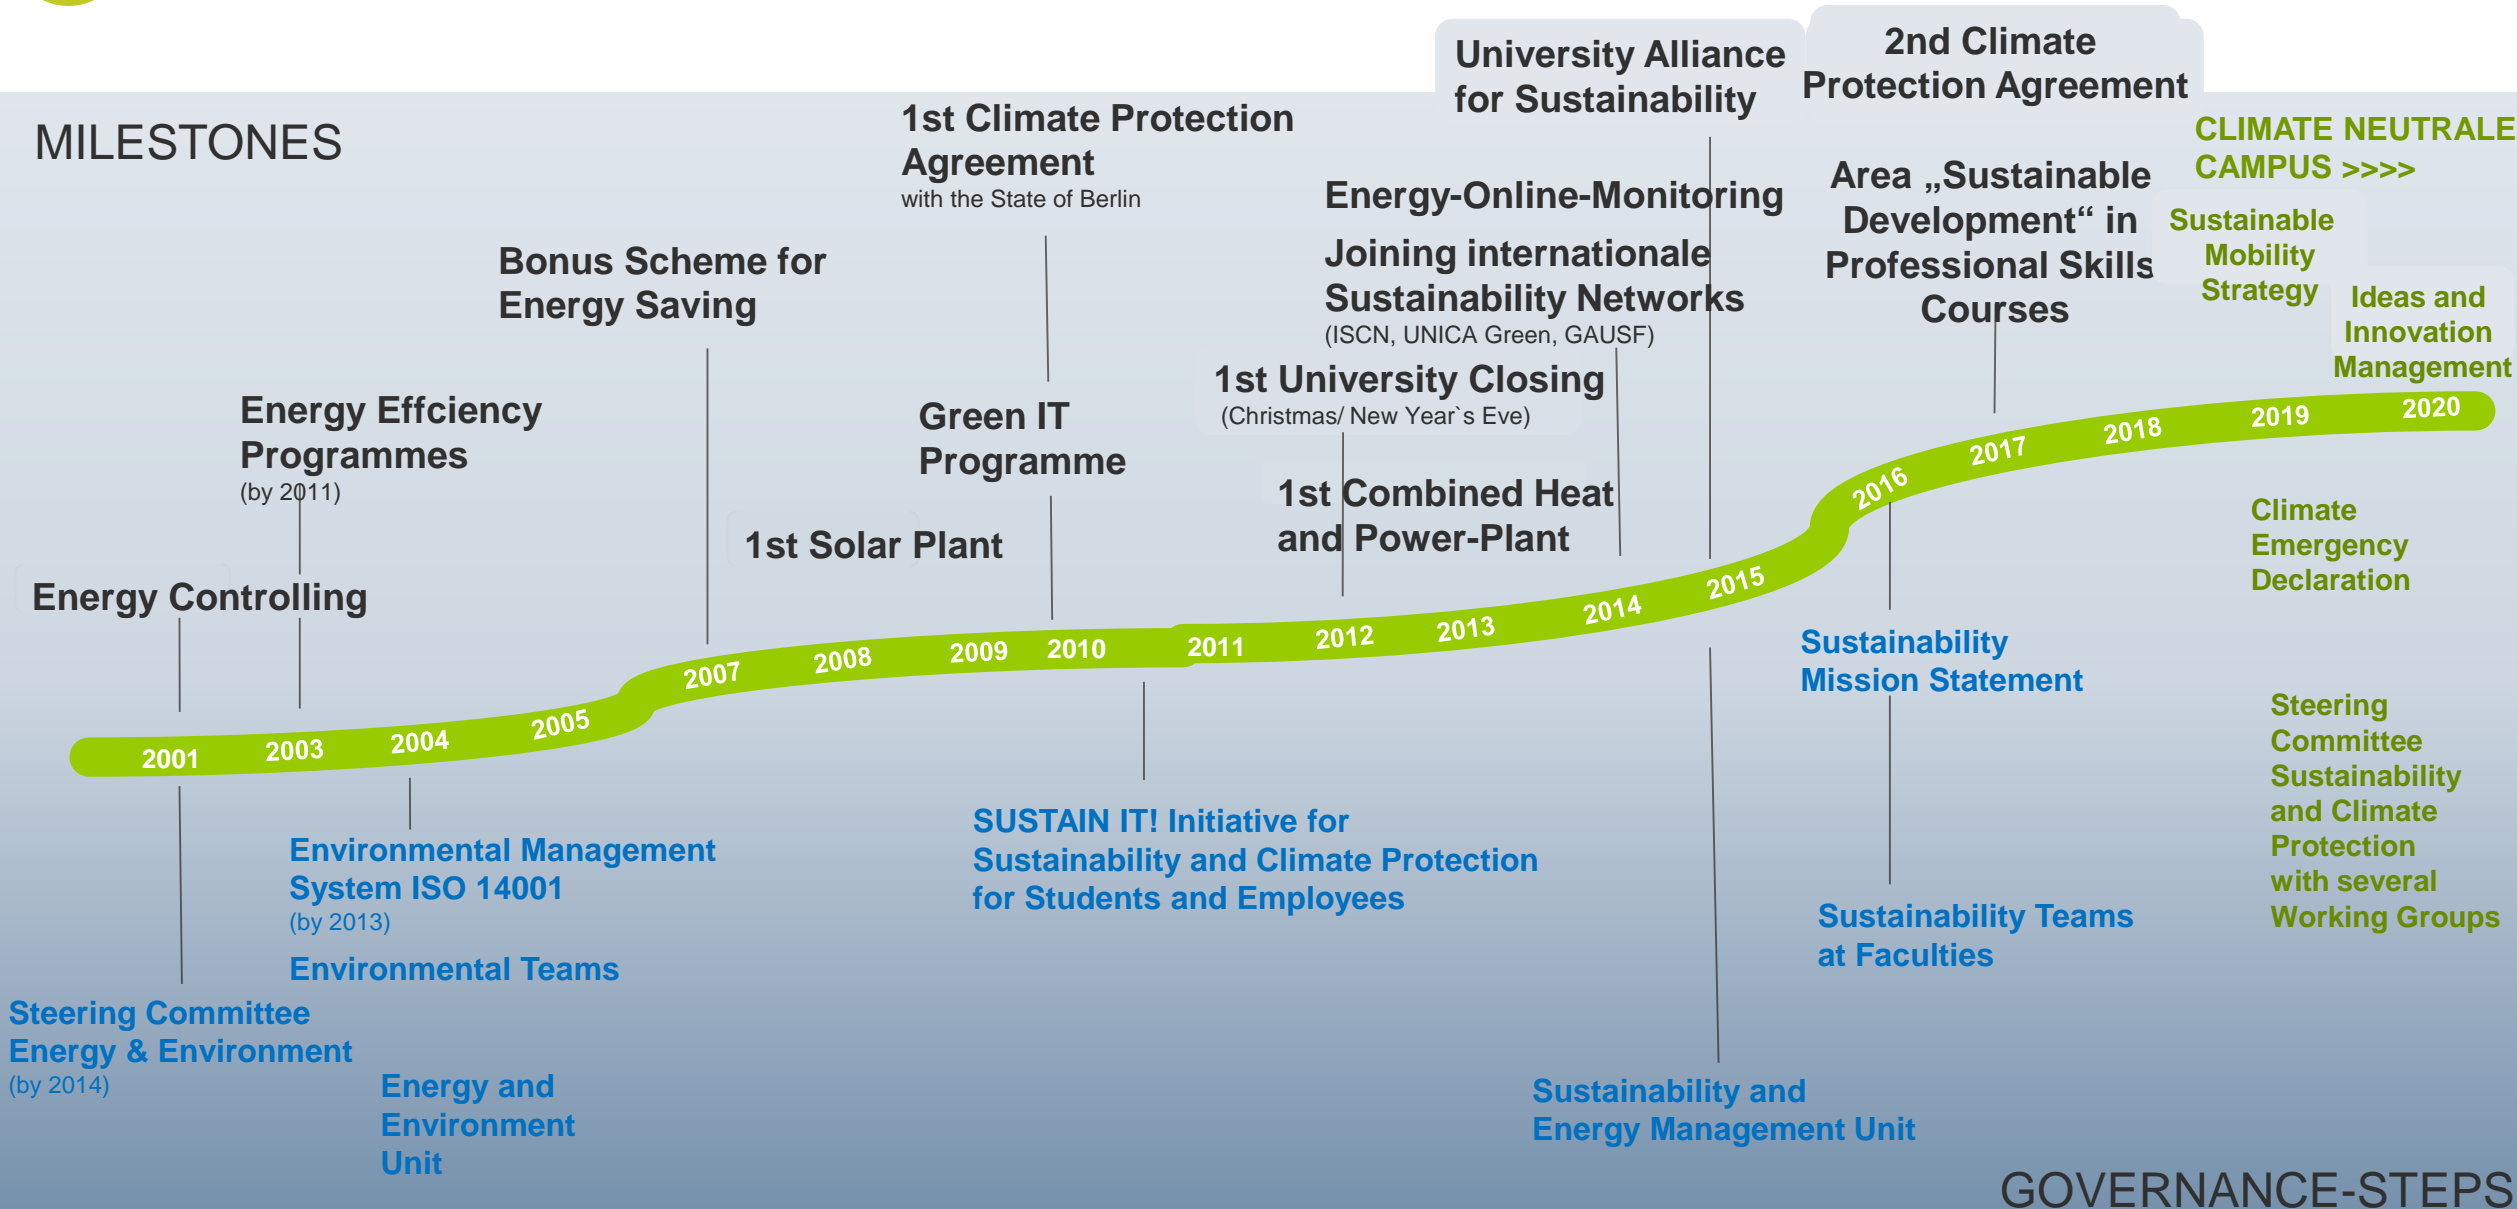 MILESTONES
University Alliance
for Sustainability
2nd Climate
Protection Agreement
1st Climate Protection
Agreement
with the State of Berlin
CLIMATE NEUTRALE
CAMPUS >>>>
Energy-Online-Monitoring
Area „Sustainable
Development“ in
Professional Skills
Courses
Sustainable
Mobility
Strategy
Bonus Scheme for
Energy Saving
Joining internationale
Sustainability Networks
(ISCN, UNICA Green, GAUSF)
Ideas and
Innovation
Management
Energy Effciency
Programmes
(by 2011)
Green IT
Programme
1st University Closing
(Christmas/ New Year`s Eve)
1st Solar Plant
1st Combined Heat
and Power-Plant
Energy Controlling
2001
2003
2004
2005
2007
2008
2009
2010
2011
2012
2013
2014
2015
2016
2017
2018
2019
2020
Climate
Emergency
Declaration
Sustainability
Mission Statement
Steering
Committee
Sustainability
and Climate
Protection
with several
Working Groups
Environmental Management
System ISO 14001
(by 2013)
Environmental Teams
SUSTAIN IT! Initiative for
Sustainability and Climate Protection
for Students and Employees
Sustainability Teams
at Faculties
Steering Committee
Energy & Environment
(by 2014)
Energy and
Environment
Unit
Sustainability and
Energy Management Unit
GOVERNANCE-STEPS